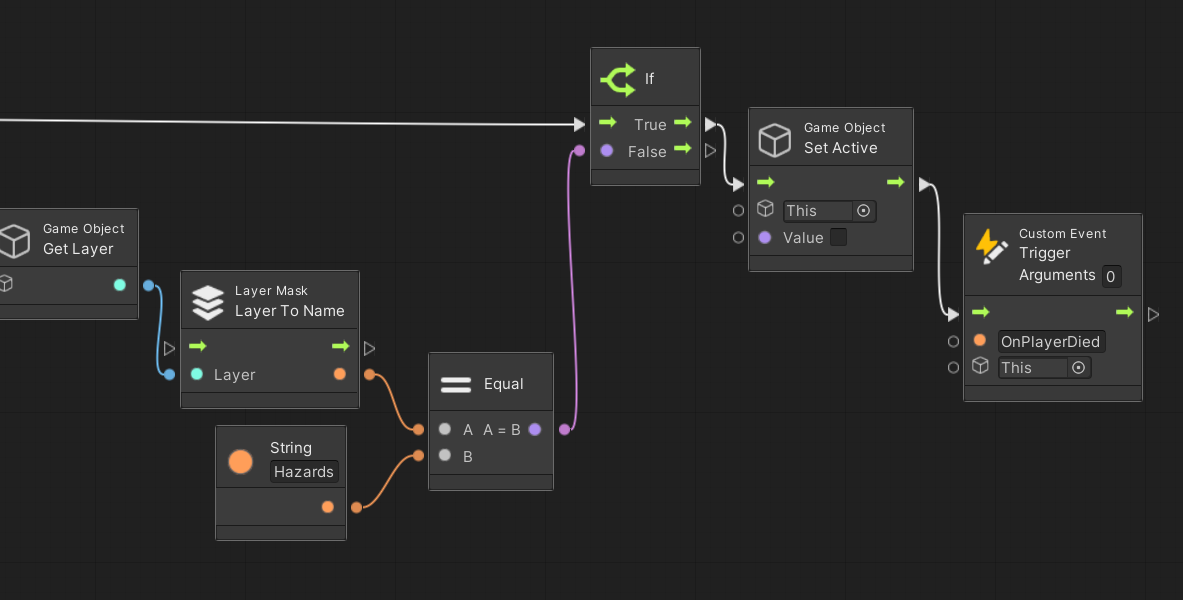 If
True
False
Game Object
Set Active
This
Value
Custom Event
Trigger
Arguments 0
OnPlayerDied
This
Game Object
Get Layer
Layer Mask
Layer To Name
Layer
Equal
A A = B
B
String
Hazards